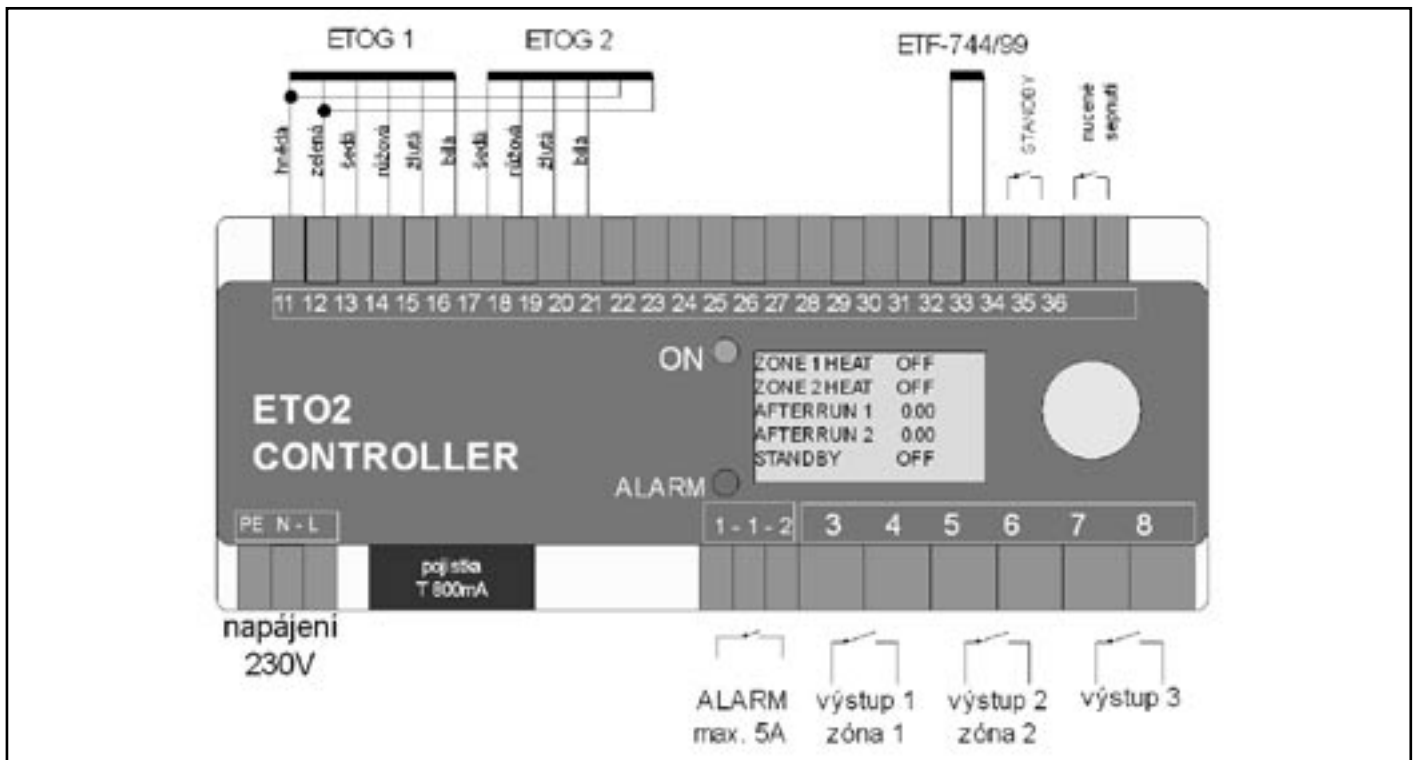 ETOG 1 ETOG 2 ETF-744/99
STANDBY
nucené
sepnutí
hnědá
zelená
šedá
růžová
žlutá
bílá
šedá
růžová
žlutá
bílá
11 12 13 14 15 16 17 18 19 20 21 22 23 24 25 26 27 28 29 30 31 32 33 34 35 36
ON
ZONE 1 HEAT OFF
ZONE 2 HEAT OFF
AFTERRUN 1 0.00
AFTERRUN 2 0.00
STANDBY OFF
ETO2
CONTROLLER
ALARM
PE N - L
1 - 1 - 2 3 4 5 6 7 8
pojistka
T 800mA
napájení
230V
ALARM
max. 5A
výstup 1
zóna 1
výstup 2
zóna 2
výstup 3